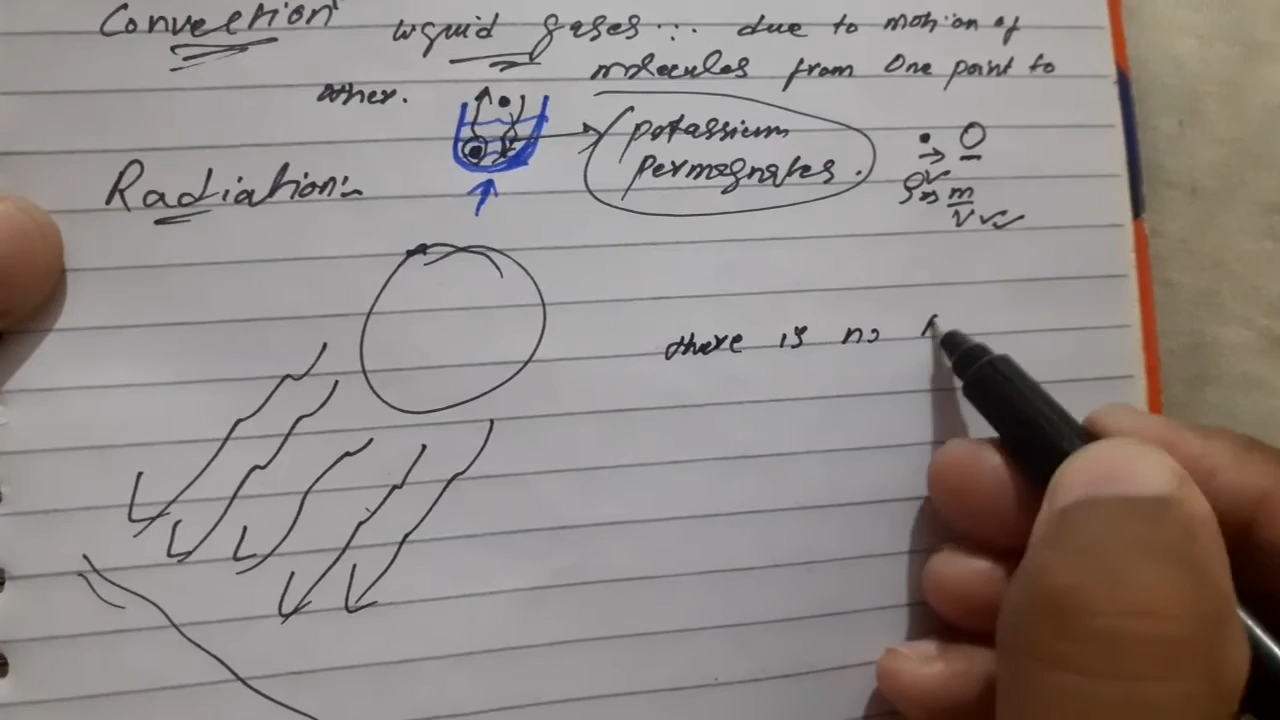 Convection liquid gases... due to motion of
molecules from One point to
other.
potassium
permagnates.
Radiation:-
ρ = m
V
there is no